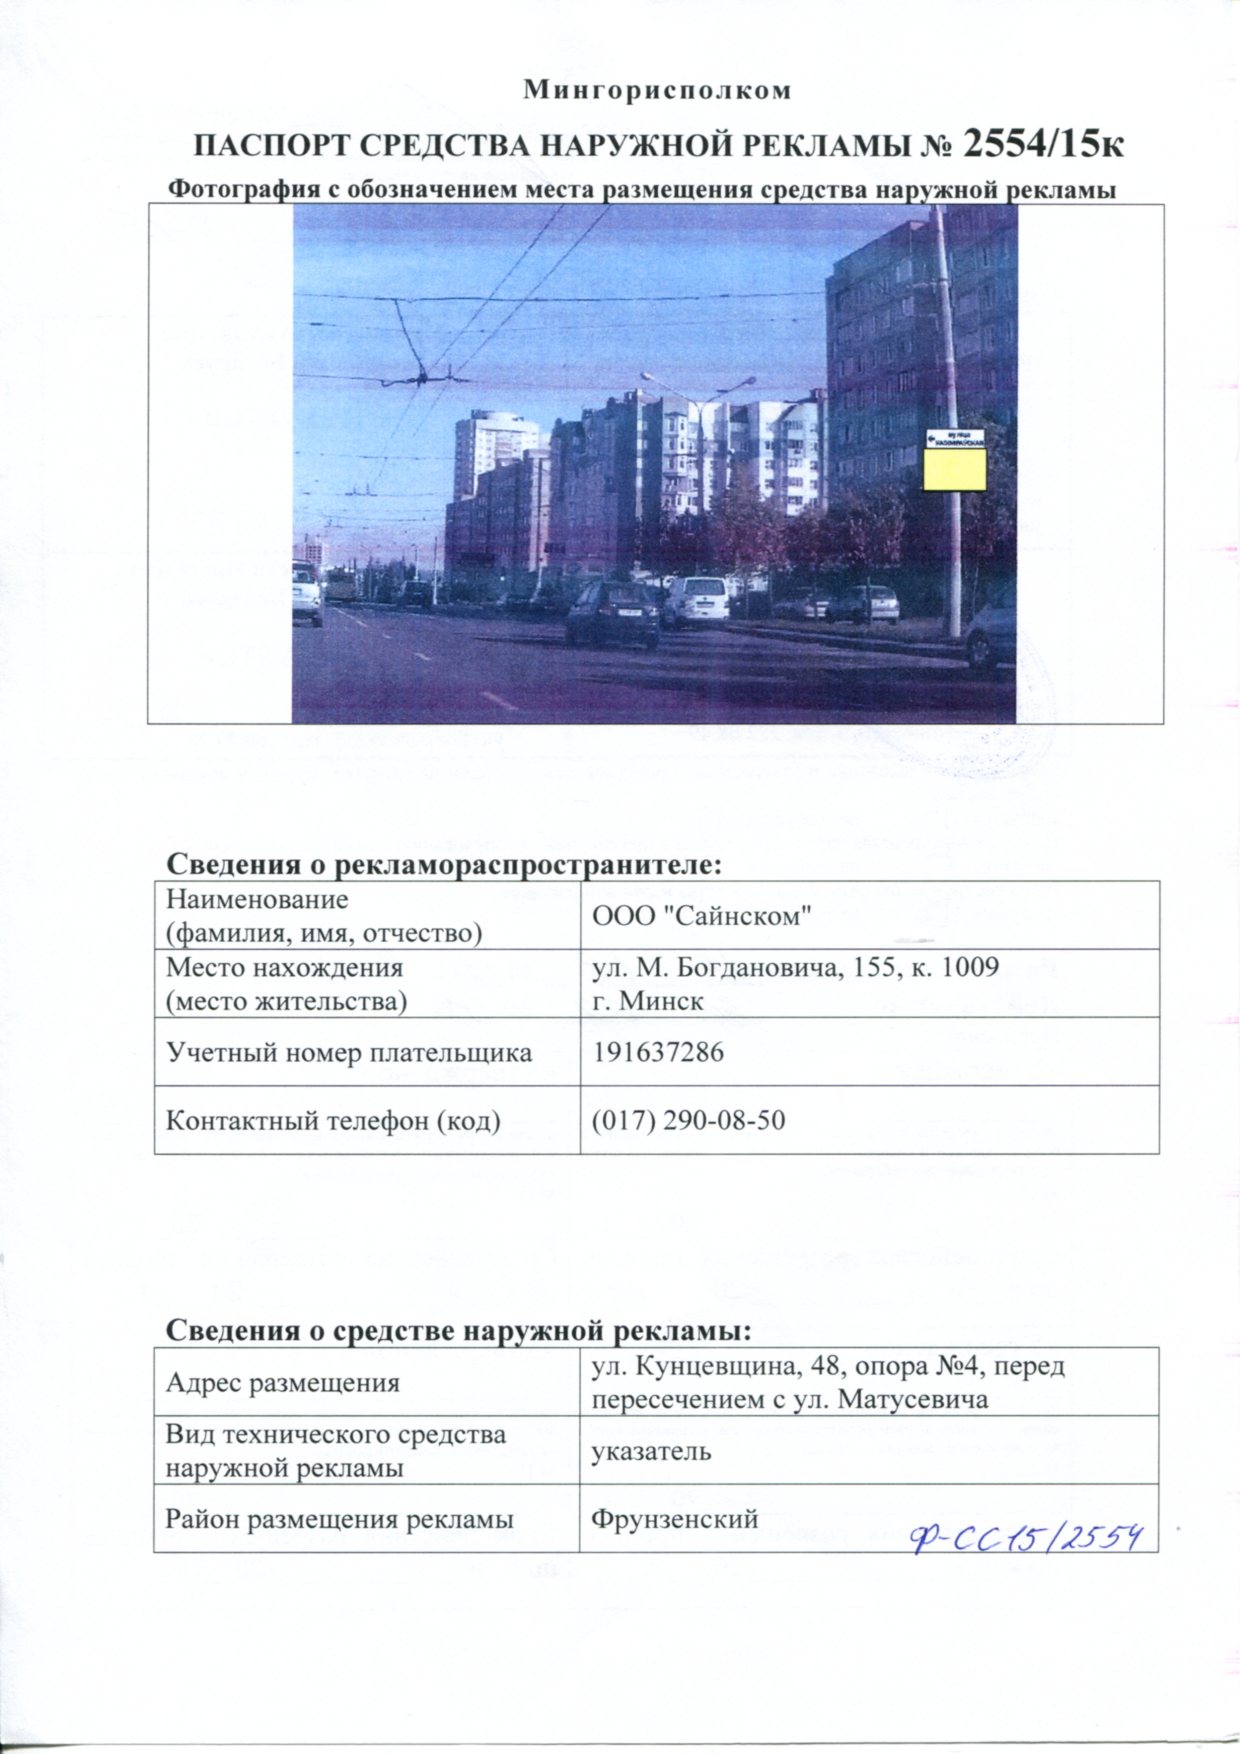 Мингорисполком
ПАСПОРТ СРЕДСТВА НАРУЖНОЙ РЕКЛАМЫ № 2554/15к
Фотография с обозначением места размещения средства наружной рекламы
вуліца
Сведения о рекламораспространителе:
Наименование
(фамилия, имя, отчество)
ООО "Сайнском"
Место нахождения
(место жительства)
ул. М. Богдановича, 155, к. 1009
г. Минск
Учетный номер плательщика
191637286
Контактный телефон (код)
(017) 290-08-50
Сведения о средстве наружной рекламы:
Адрес размещения
ул. Кунцевщина, 48, опора №4, перед
пересечением с ул. Матусевича
Вид технического средства
наружной рекламы
указатель
Район размещения рекламы
Фрунзенский
Ф-СС15/2554